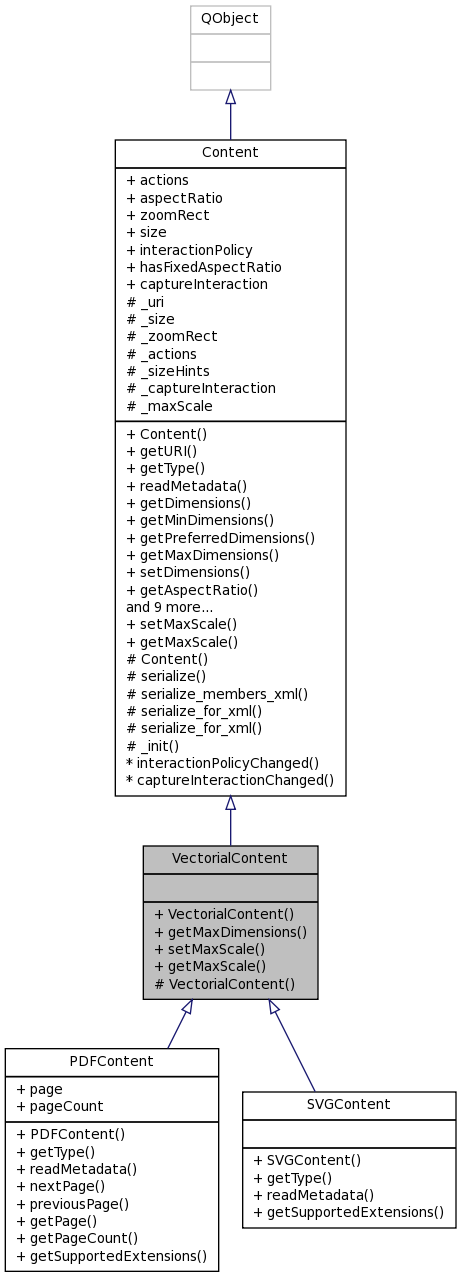 QObject
Content
+ actions
+ aspectRatio
+ zoomRect
+ size
+ interactionPolicy
+ hasFixedAspectRatio
+ captureInteraction
# _uri
# _size
# _zoomRect
# _actions
# _sizeHints
# _captureInteraction
# _maxScale
+ Content()
+ getURI()
+ getType()
+ readMetadata()
+ getDimensions()
+ getMinDimensions()
+ getPreferredDimensions()
+ getMaxDimensions()
+ setDimensions()
+ getAspectRatio()
and 9 more...
+ setMaxScale()
+ getMaxScale()
# Content()
# serialize()
# serialize_members_xml()
# serialize_for_xml()
# serialize_for_xml()
# _init()
* interactionPolicyChanged()
* captureInteractionChanged()
VectorialContent
+ VectorialContent()
+ getMaxDimensions()
+ setMaxScale()
+ getMaxScale()
# VectorialContent()
PDFContent
+ page
+ pageCount
+ PDFContent()
+ getType()
+ readMetadata()
+ nextPage()
+ previousPage()
+ getPage()
+ getPageCount()
+ getSupportedExtensions()
SVGContent
+ SVGContent()
+ getType()
+ readMetadata()
+ getSupportedExtensions()